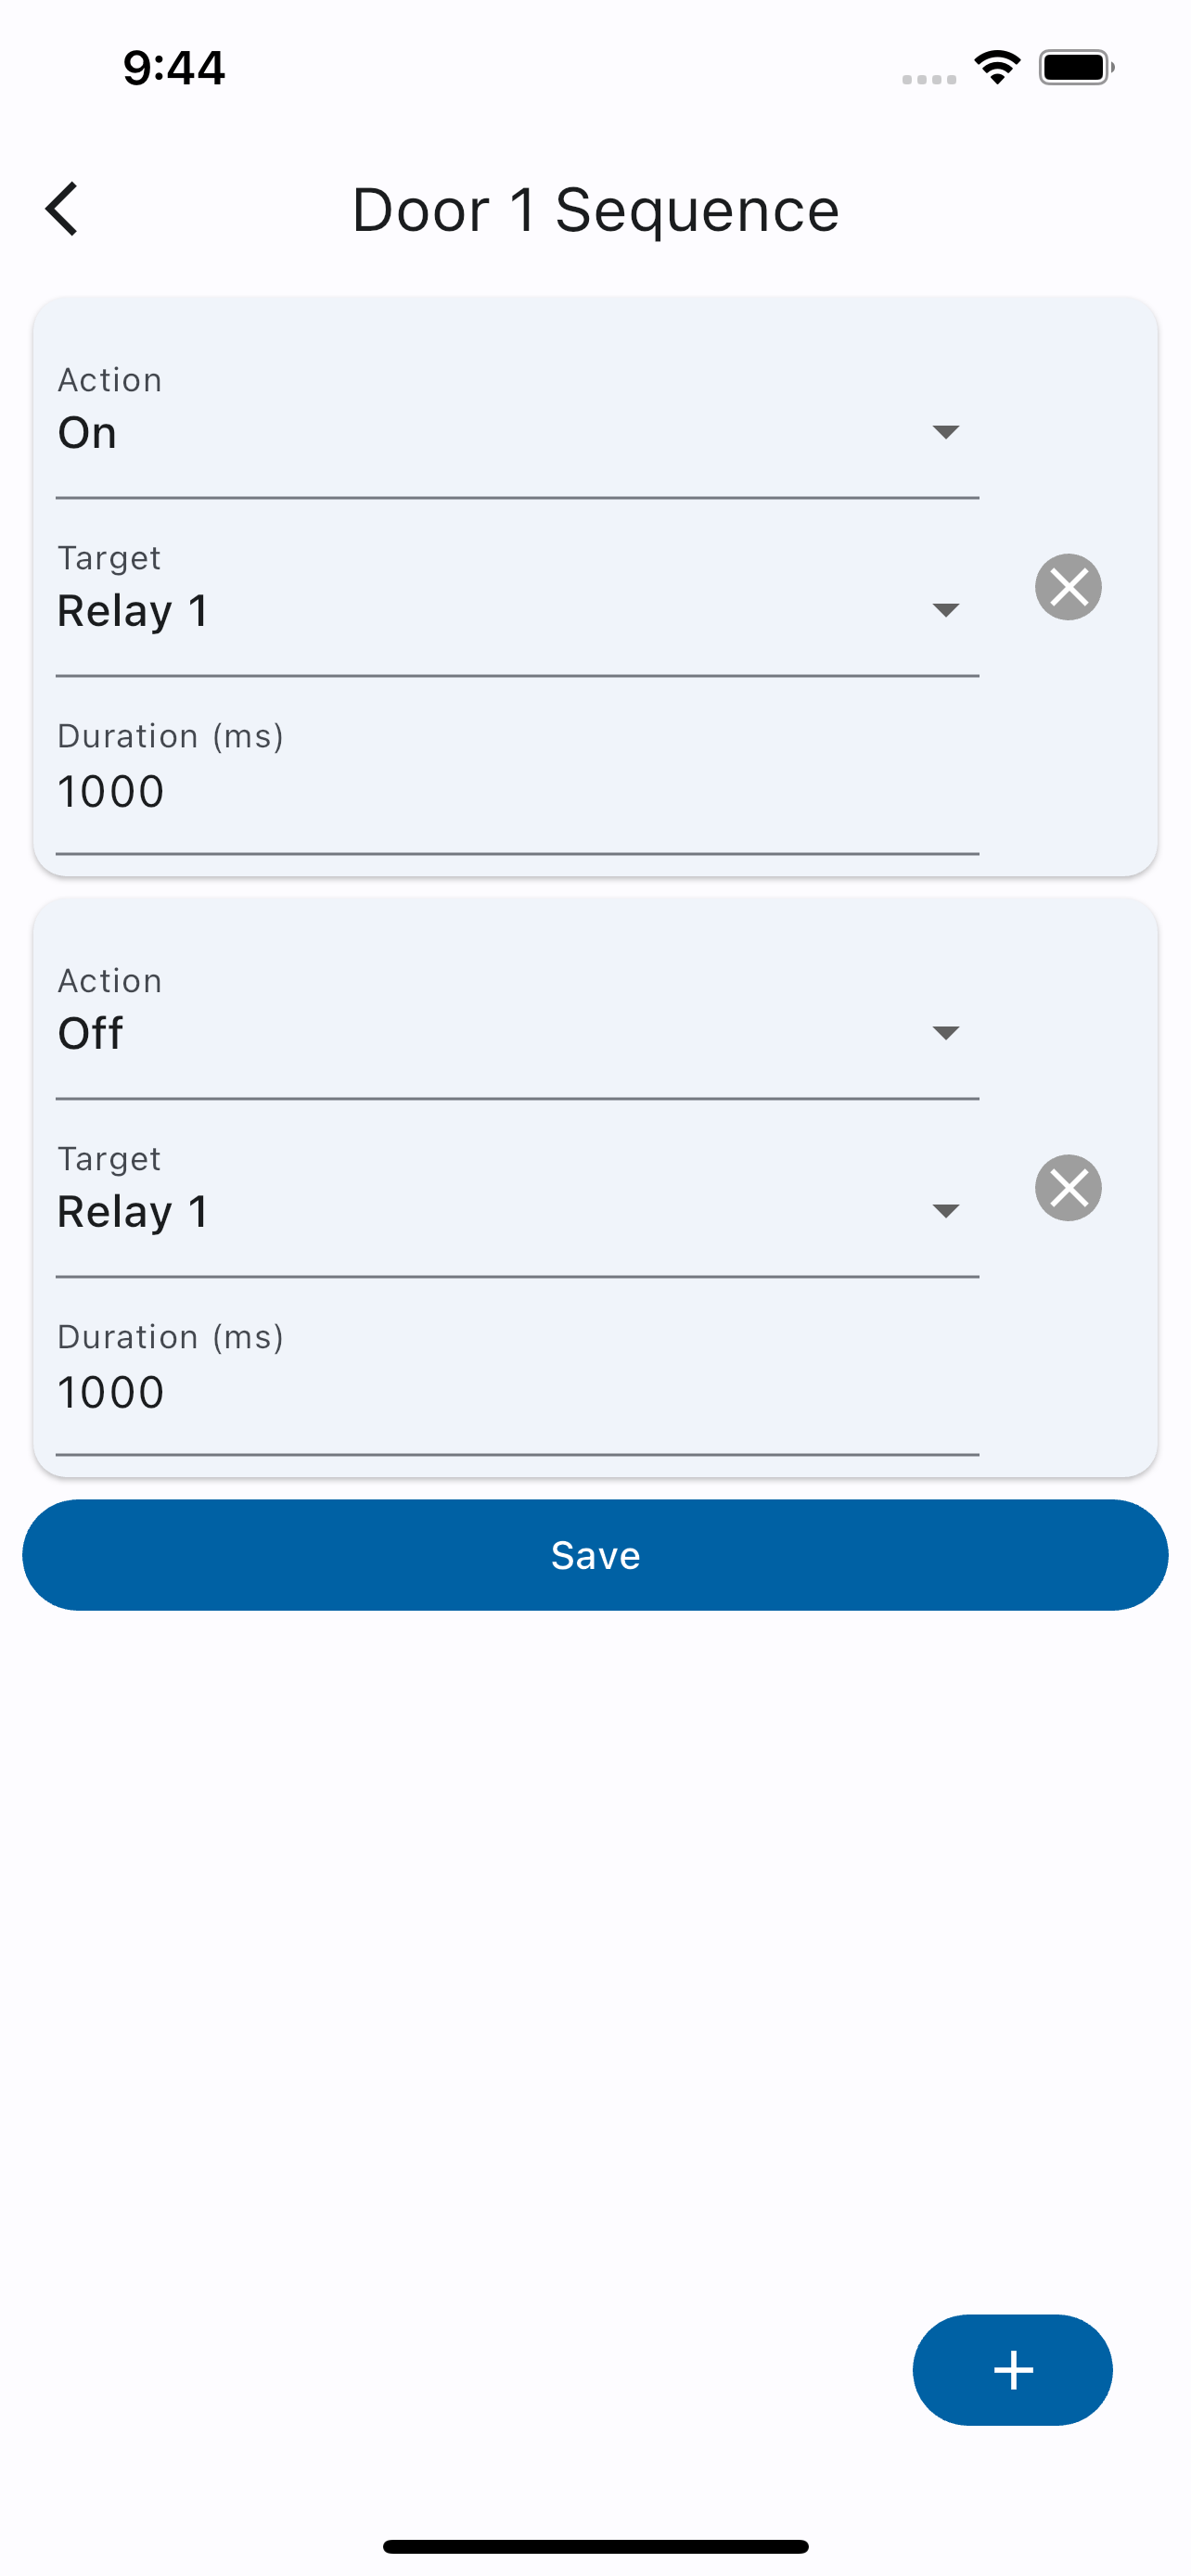 9:44
Door 1 Sequence
Action
On
Target
Relay 1
Duration (ms)
1000
Action
Off
Target
Relay 1
Duration (ms)
1000
Save